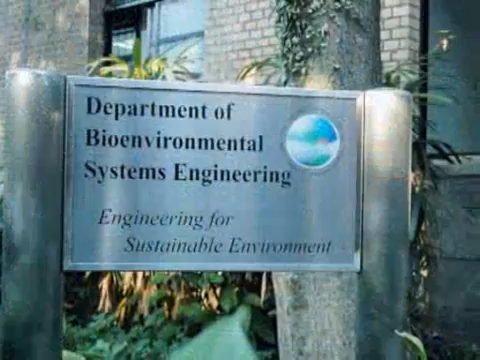 Department of
Bioenvironmental
Systems Engineering
Engineering for
Sustainable Environment